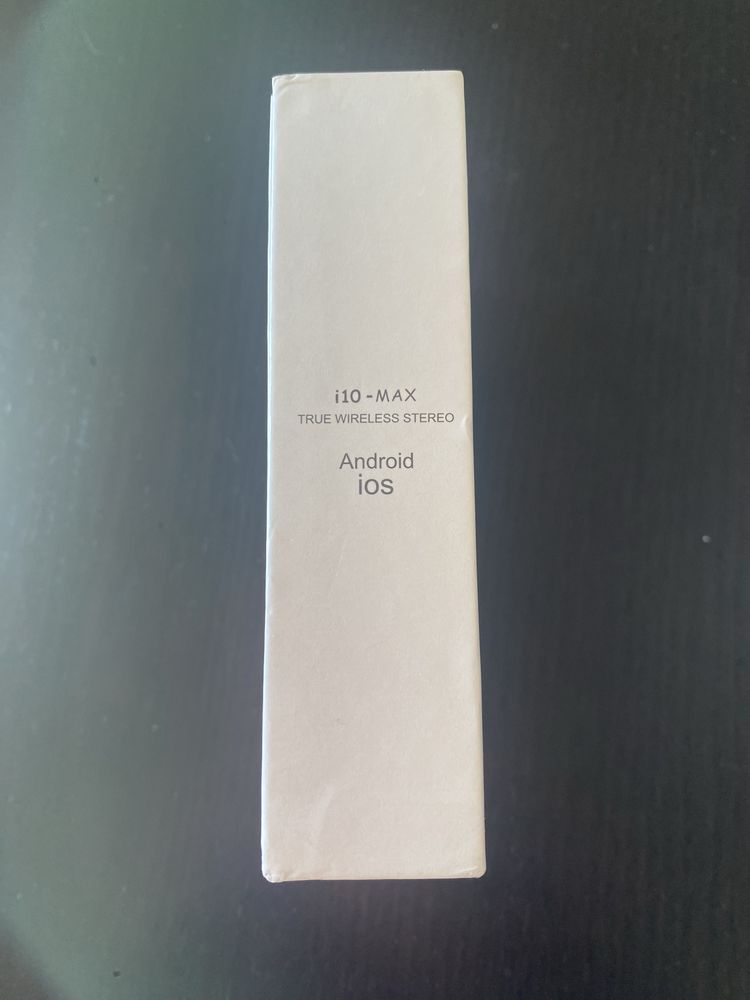 i10-MAX
TRUE WIRELESS STEREO
Android
ios